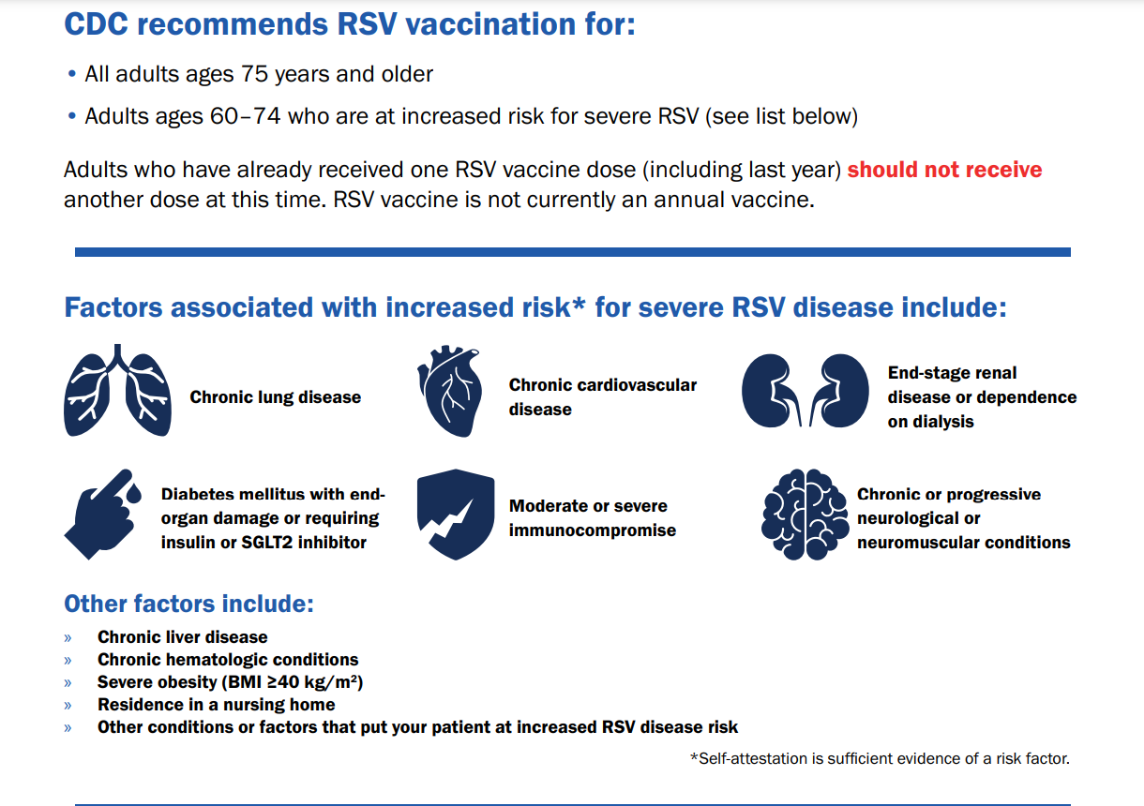 CDC recommends RSV vaccination for:
• All adults ages 75 years and older
• Adults ages 60–74 who are at increased risk for severe RSV (see list below)
Adults who have already received one RSV vaccine dose (including last year) should not receive
another dose at this time. RSV vaccine is not currently an annual vaccine.
Factors associated with increased risk* for severe RSV disease include:
Chronic lung disease
Chronic cardiovascular
disease
End-stage renal
disease or dependence
on dialysis
Diabetes mellitus with end-
organ damage or requiring
insulin or SGLT2 inhibitor
Moderate or severe
immunocompromise
Chronic or progressive
neurological or
neuromuscular conditions
Other factors include:
» Chronic liver disease
» Chronic hematologic conditions
» Severe obesity (BMI ≥40 kg/m²)
» Residence in a nursing home
» Other conditions or factors that put your patient at increased RSV disease risk
*Self-attestation is sufficient evidence of a risk factor.